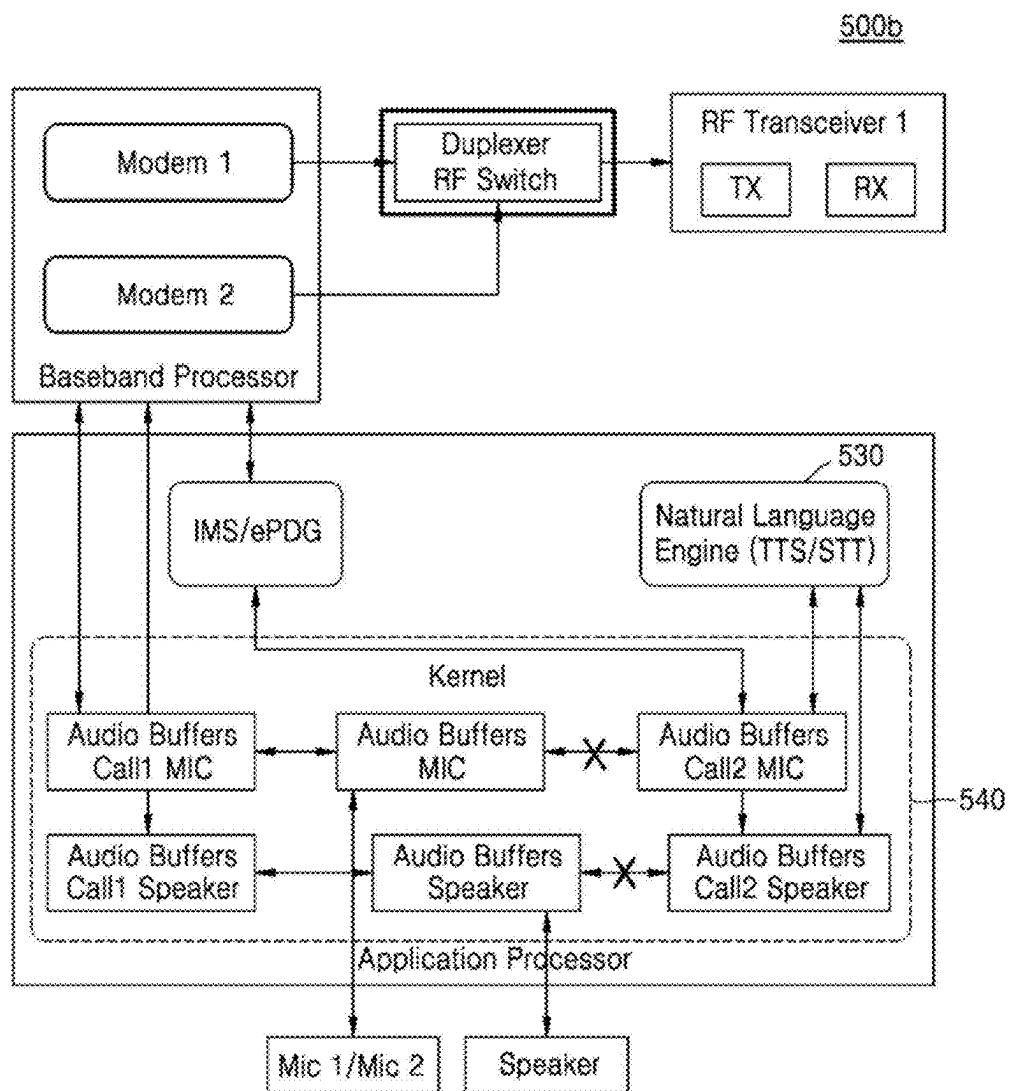 500b
Modem 1
Duplexer
RF Switch
RF Transceiver 1
TX
RX
Modem 2
Baseband Processor
530
IMS/ePDG
Natural Language
Engine (TTS/STT)
Kernel
Audio Buffers
Call1 MIC
Audio Buffers
MIC
X
Audio Buffers
Call2 MIC
540
Audio Buffers
Call1 Speaker
Audio Buffers
Speaker
X
Audio Buffers
Call2 Speaker
Application Processor
Mic 1/Mic 2
Speaker